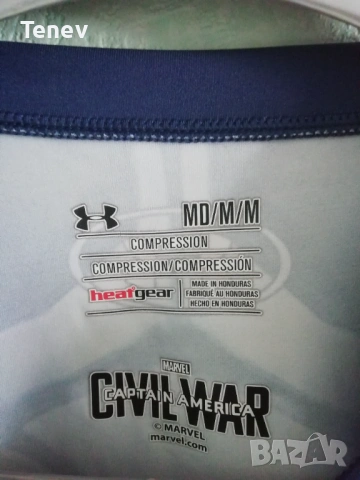 Tenev
MD/M/M
COMPRESSION
COMPRESSION/COMPRESSIÓN
heatgear
MADE IN HONDURAS
FABRIQUÉ AU HONDURAS
HECHO EN HONDURAS
MARVEL
CIVIL WAR
CAPTAIN AMERICA
© MARVEL
marvel.com
BAZAR